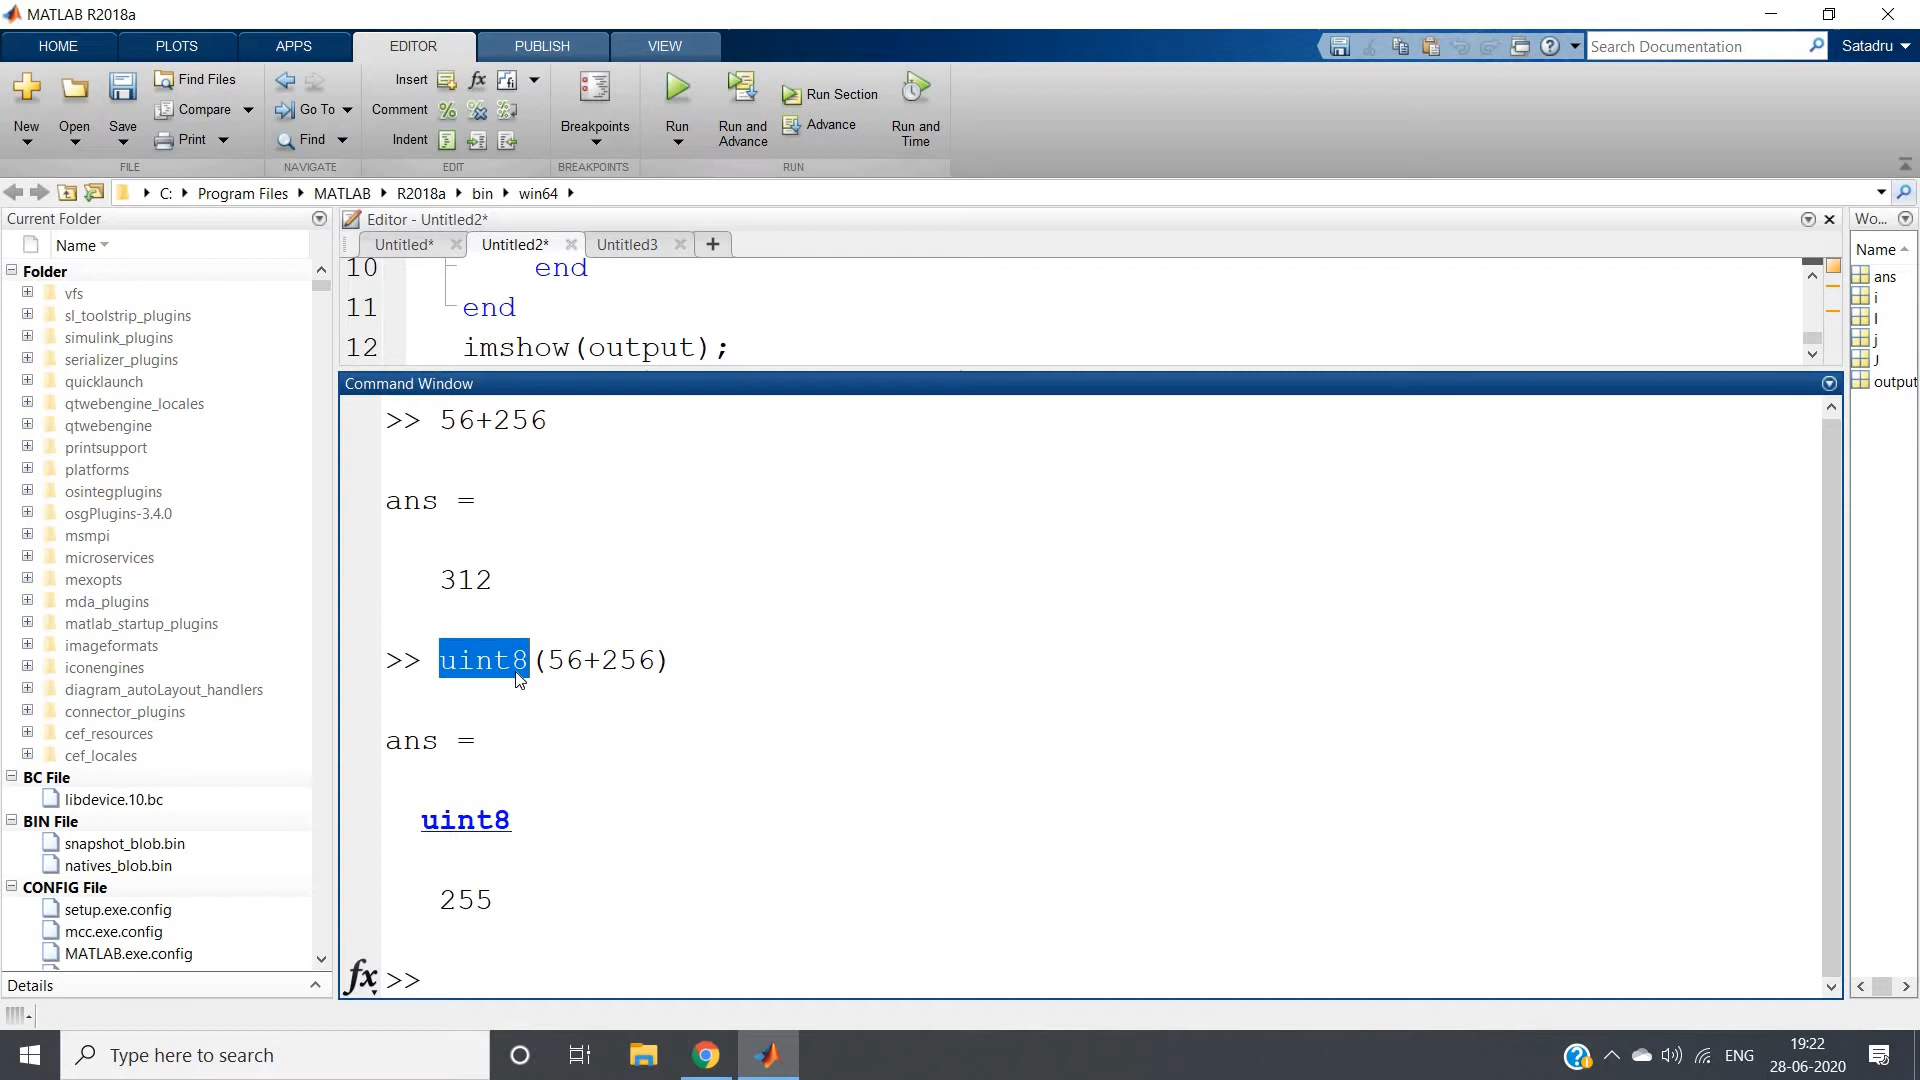 MATLAB R2018a
HOME PLOTS APPS EDITOR PUBLISH VIEW
Search Documentation
Satadru
New Open Save
Find Files
Compare
Print
FILE
Go To
Find
NAVIGATE
Insert fx
Comment
Indent
EDIT
Breakpoints
BREAKPOINTS
Run
Run and Advance
Run Section
Advance
Run and Time
RUN
C: Program Files MATLAB R2018a bin win64
Current Folder
Name
Folder
vfs
sl_toolstrip_plugins
simulink_plugins
serializer_plugins
quicklaunch
qtwebengine_locales
qtwebengine
printsupport
platforms
osintegplugins
osgPlugins-3.4.0
msmpi
microservices
mexopts
mda_plugins
matlab_startup_plugins
imageformats
iconengines
diagram_autoLayout_handlers
connector_plugins
cef_resources
cef_locales
BC File
libdevice.10.bc
BIN File
snapshot_blob.bin
natives_blob.bin
CONFIG File
setup.exe.config
mcc.exe.config
MATLAB.exe.config
Details
Editor - Untitled2*
Untitled* Untitled2* Untitled3
10 end
11 end
12 imshow(output);
Command Window
>> 56+256
ans =
312
>> uint8(56+256)
ans =
uint8
255
fx >>
Wo...
Name
ans
i
I
j
J
output
Type here to search
ENG
19:22
28-06-2020